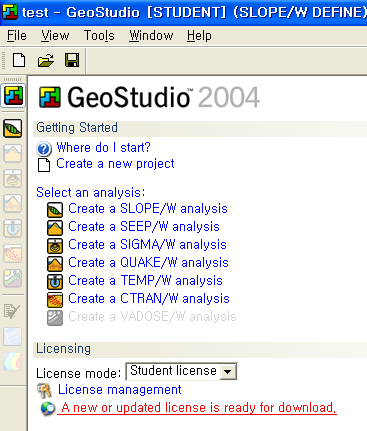 test - GeoStudio [STUDENT] (SLOPE/W DEFINE)
File View Tools Window Help
GeoStudio™ 2004
Getting Started
Where do I start?
Create a new project
Select an analysis:
Create a SLOPE/W analysis
Create a SEEP/W analysis
Create a SIGMA/W analysis
Create a QUAKE/W analysis
Create a TEMP/W analysis
Create a CTRAN/W analysis
Create a VADOSE/W analysis
Licensing
License mode: Student license
License management
A new or updated license is ready for download.